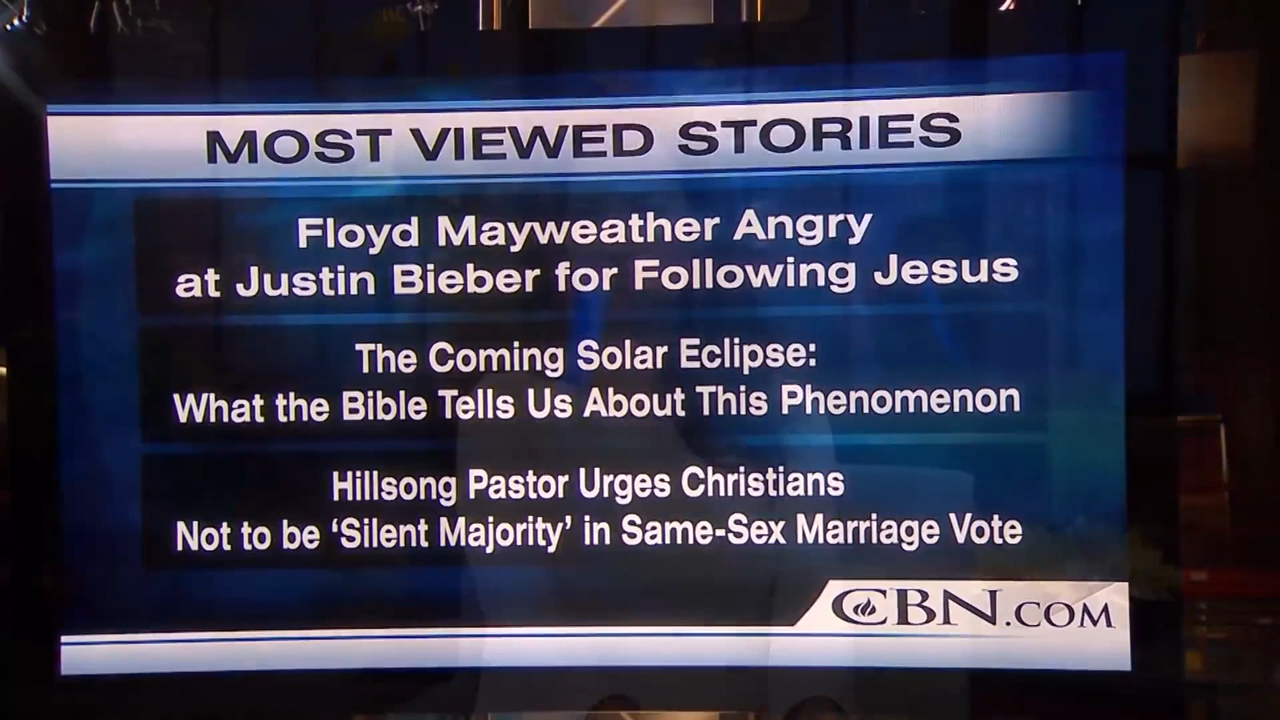 MOST VIEWED STORIES
Floyd Mayweather Angry
at Justin Bieber for Following Jesus
The Coming Solar Eclipse:
What the Bible Tells Us About This Phenomenon
Hillsong Pastor Urges Christians
Not to be ‘Silent Majority’ in Same-Sex Marriage Vote
CBN.COM